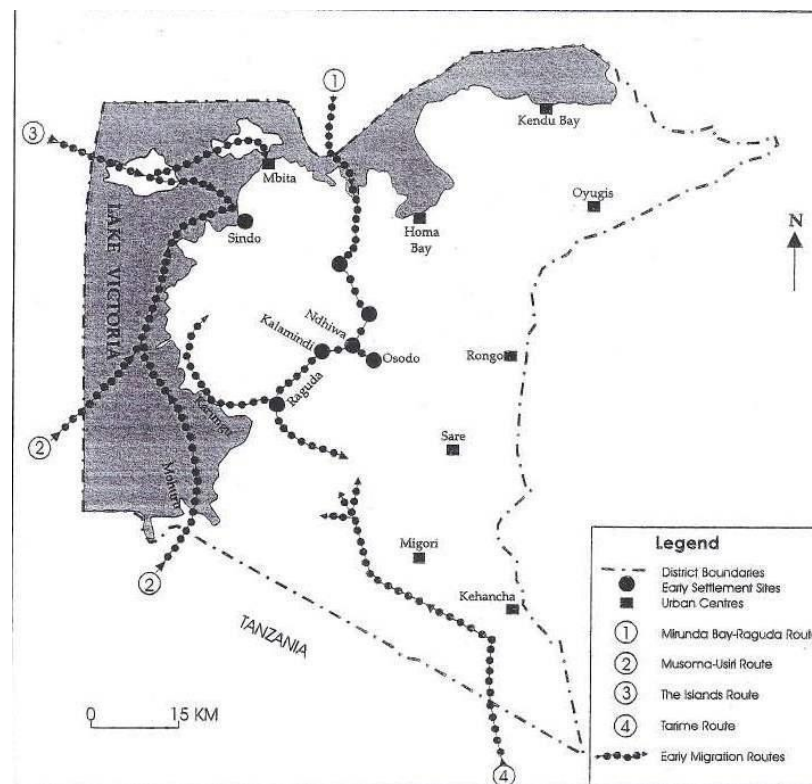 1
Kendu Bay
3
Mbita
Oyugis
Sindo
Homa
Bay
N
LAKE VICTORIA
Ndhiwa
Kalamindi
Osodo
Rongo
Raguda
Karungu
Sare
2
Muhuru
Migori
Kehancha
2
TANZANIA
0 15 KM
4
Legend
District Boundaries
Early Settlement Sites
Urban Centres
1 Mirunda Bay-Raguda Rout
2 Musoma-Usiri Route
3 The Islands Route
4 Tarime Route
Early Migration Routes